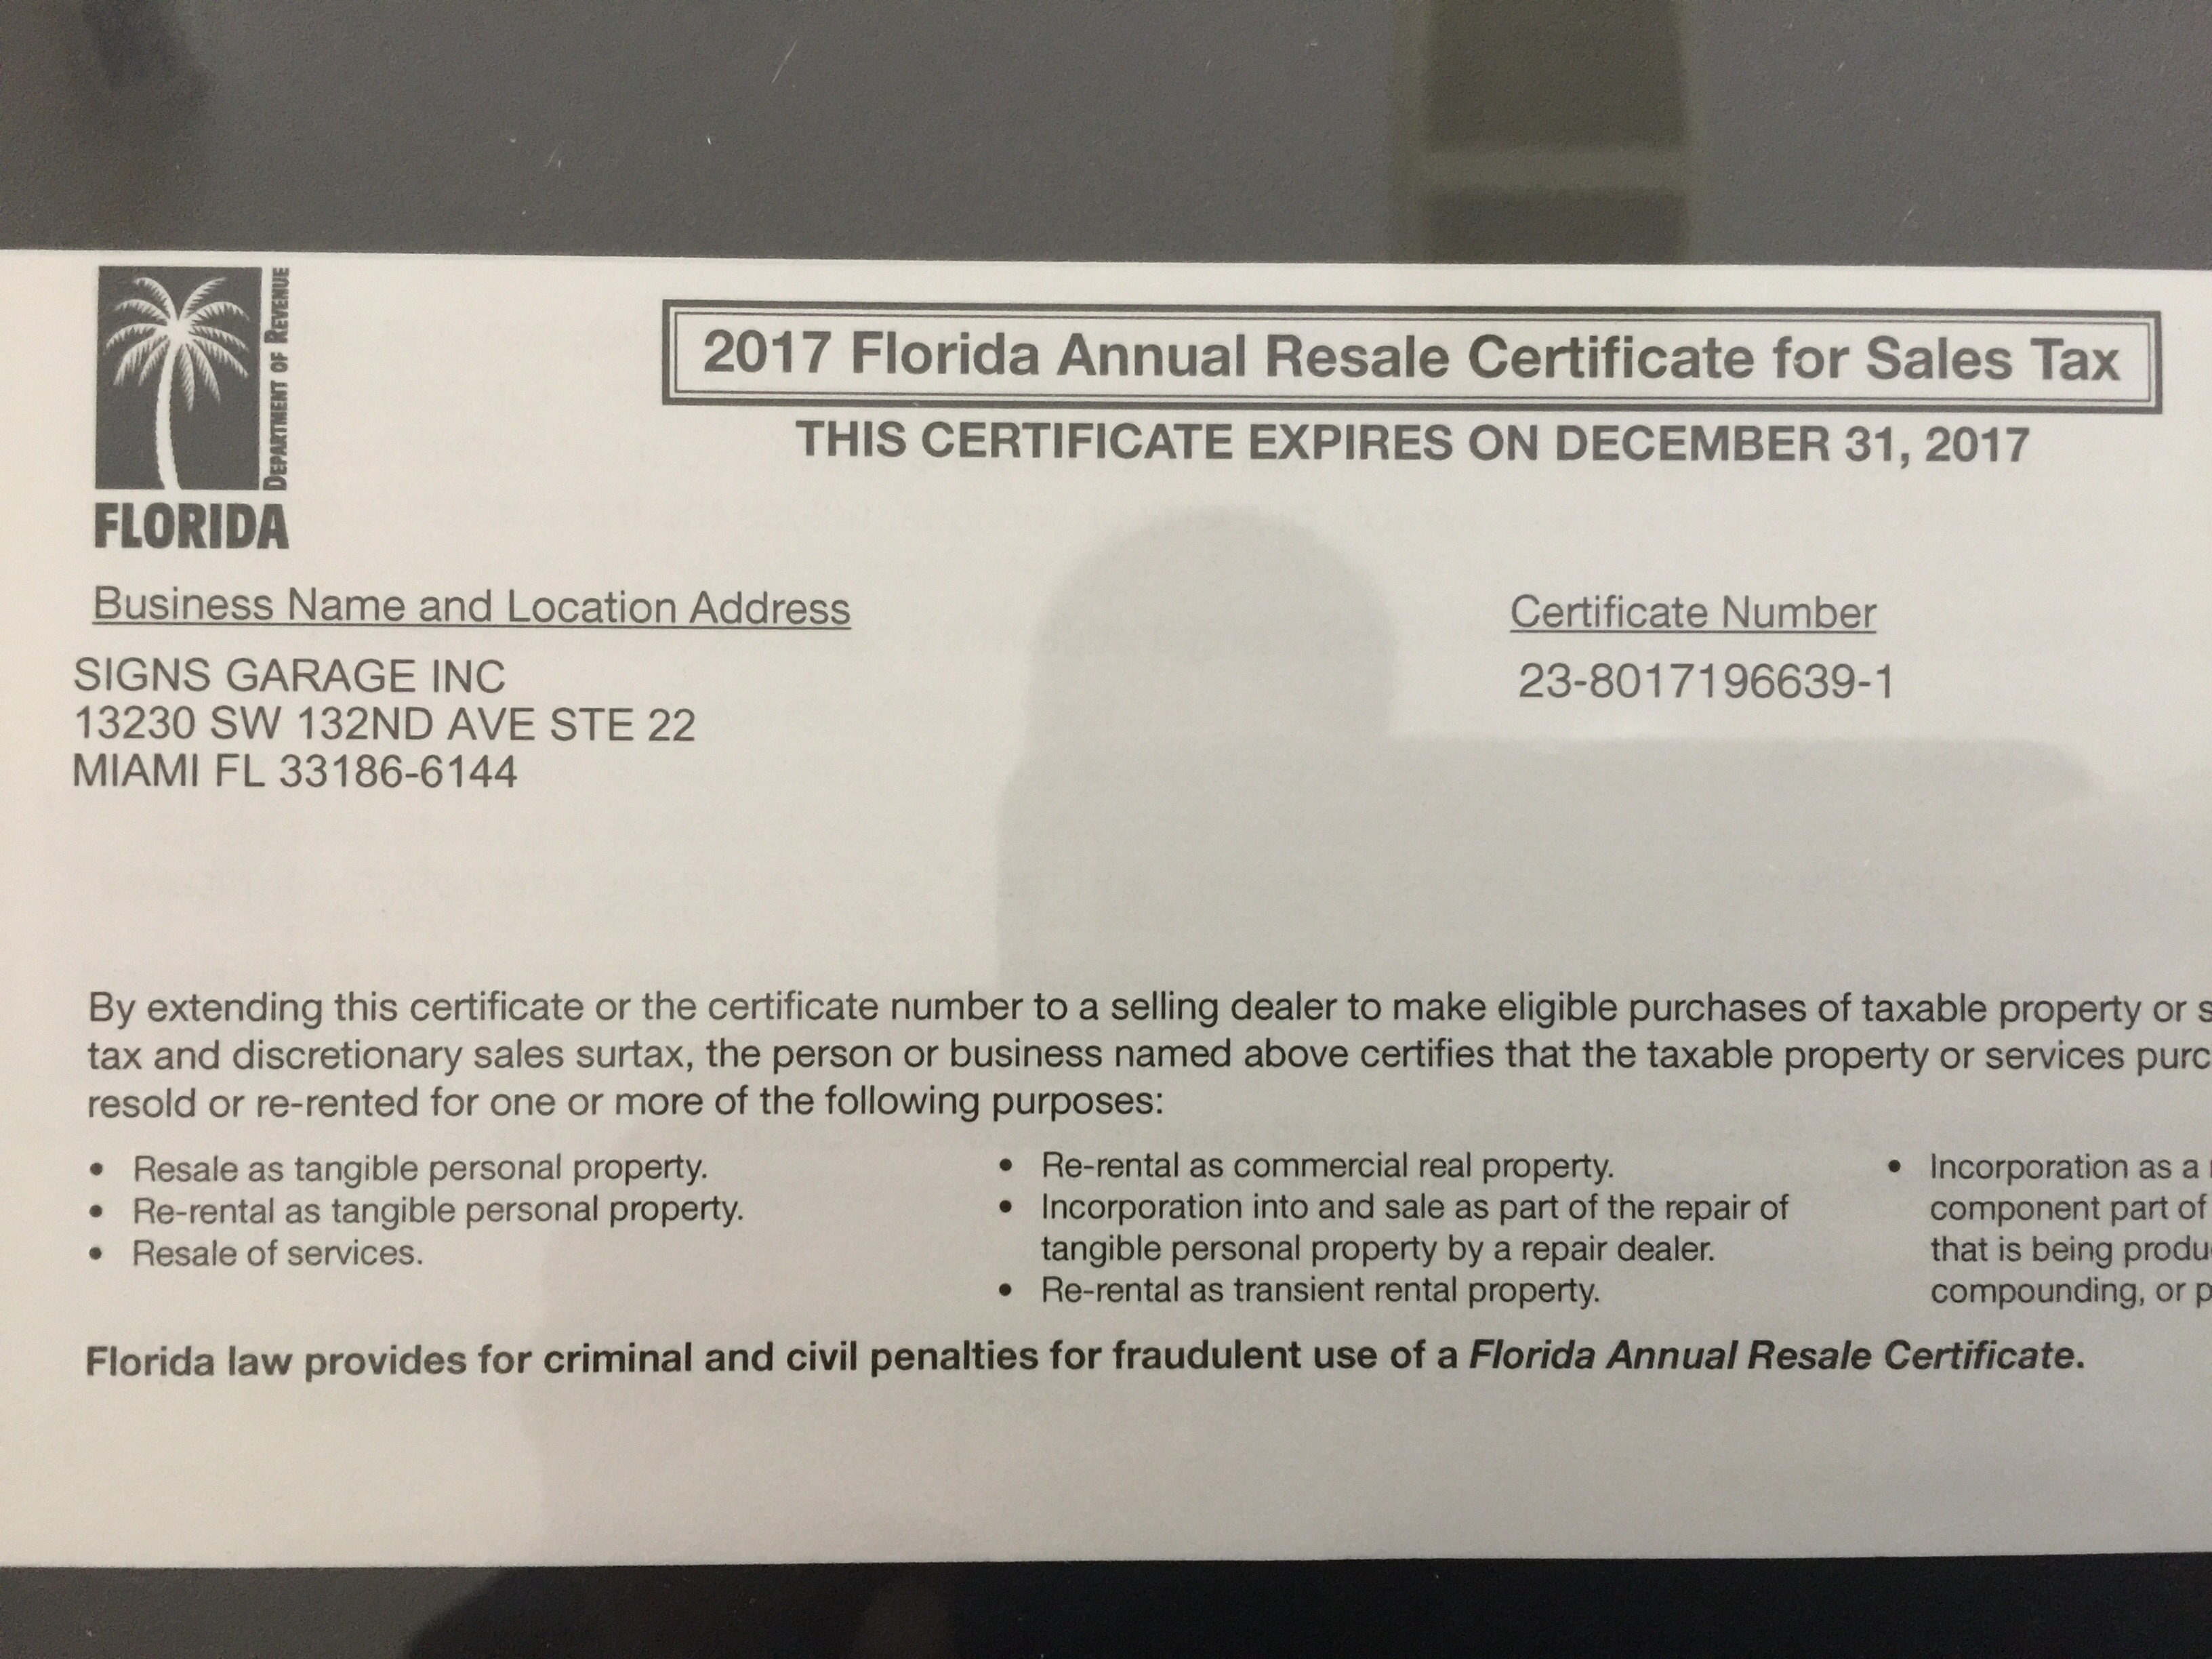 DEPARTMENT OF REVENUE
FLORIDA
2017 Florida Annual Resale Certificate for Sales Tax
THIS CERTIFICATE EXPIRES ON DECEMBER 31, 2017
Business Name and Location Address
SIGNS GARAGE INC
13230 SW 132ND AVE STE 22
MIAMI FL 33186-6144
Certificate Number
23-8017196639-1
By extending this certificate or the certificate number to a selling dealer to make eligible purchases of taxable property or
tax and discretionary sales surtax, the person or business named above certifies that the taxable property or services
resold or re-rented for one or more of the following purposes:
• Resale as tangible personal property.
• Re-rental as tangible personal property.
• Resale of services.
• Re-rental as commercial real property.
• Incorporation into and sale as part of the repair of
tangible personal property by a repair dealer.
• Re-rental as transient rental property.
• Incorporation as a
component part of
that is being
compounding, or
Florida law provides for criminal and civil penalties for fraudulent use of a Florida Annual Resale Certificate.